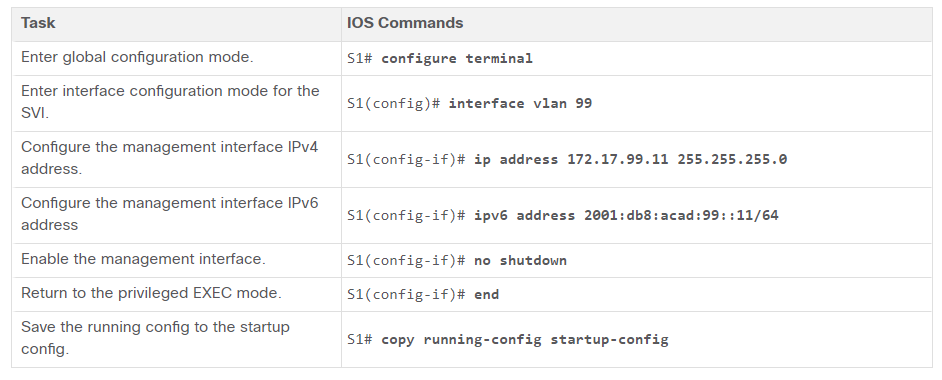 Task IOS Commands
Enter global configuration mode. S1# configure terminal
Enter interface configuration mode for the
SVI.
S1(config)# interface vlan 99
Configure the management interface IPv4
address.
S1(config-if)# ip address 172.17.99.11 255.255.255.0
Configure the management interface IPv6
address
S1(config-if)# ipv6 address 2001:db8:acad:99::11/64
Enable the management interface. S1(config-if)# no shutdown
Return to the privileged EXEC mode. S1(config-if)# end
Save the running config to the startup
config.
S1# copy running-config startup-config